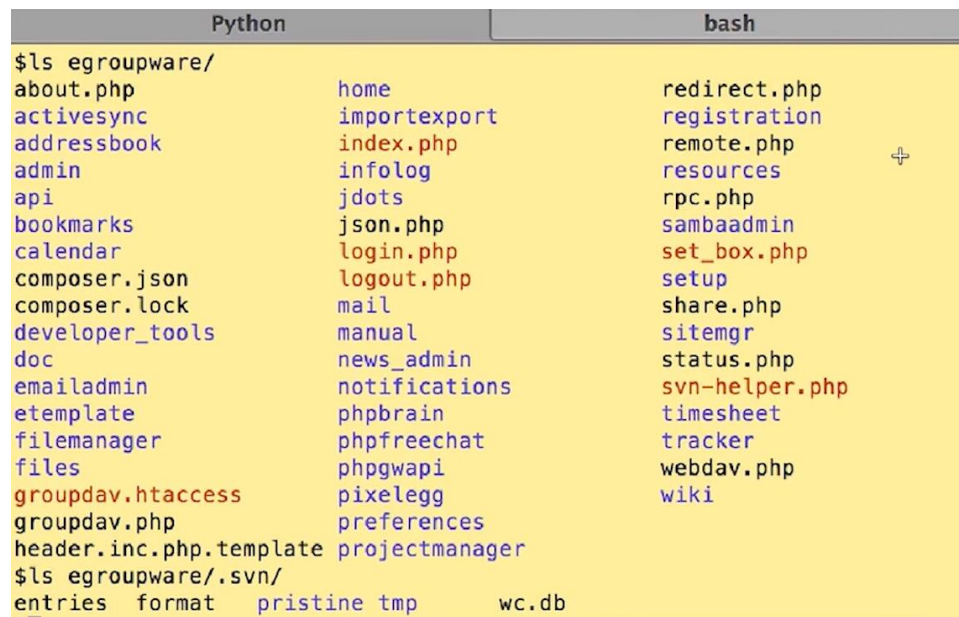 Python bash
$ls egroupware/
about.php home redirect.php
activesync importexport registration
addressbook index.php remote.php
admin infolog resources
api jdots rpc.php
bookmarks json.php sambaadmin
calendar login.php set_box.php
composer.json logout.php setup
composer.lock mail share.php
developer_tools manual sitemgr
doc news_admin status.php
emailadmin notifications svn-helper.php
etemplate phpbrain timesheet
filemanager phpfreechat tracker
files phpgwapi webdav.php
groupdav.htaccess pixelegg wiki
groupdav.php preferences
header.inc.php.template projectmanager
$ls egroupware/.svn/
entries format pristine tmp wc.db